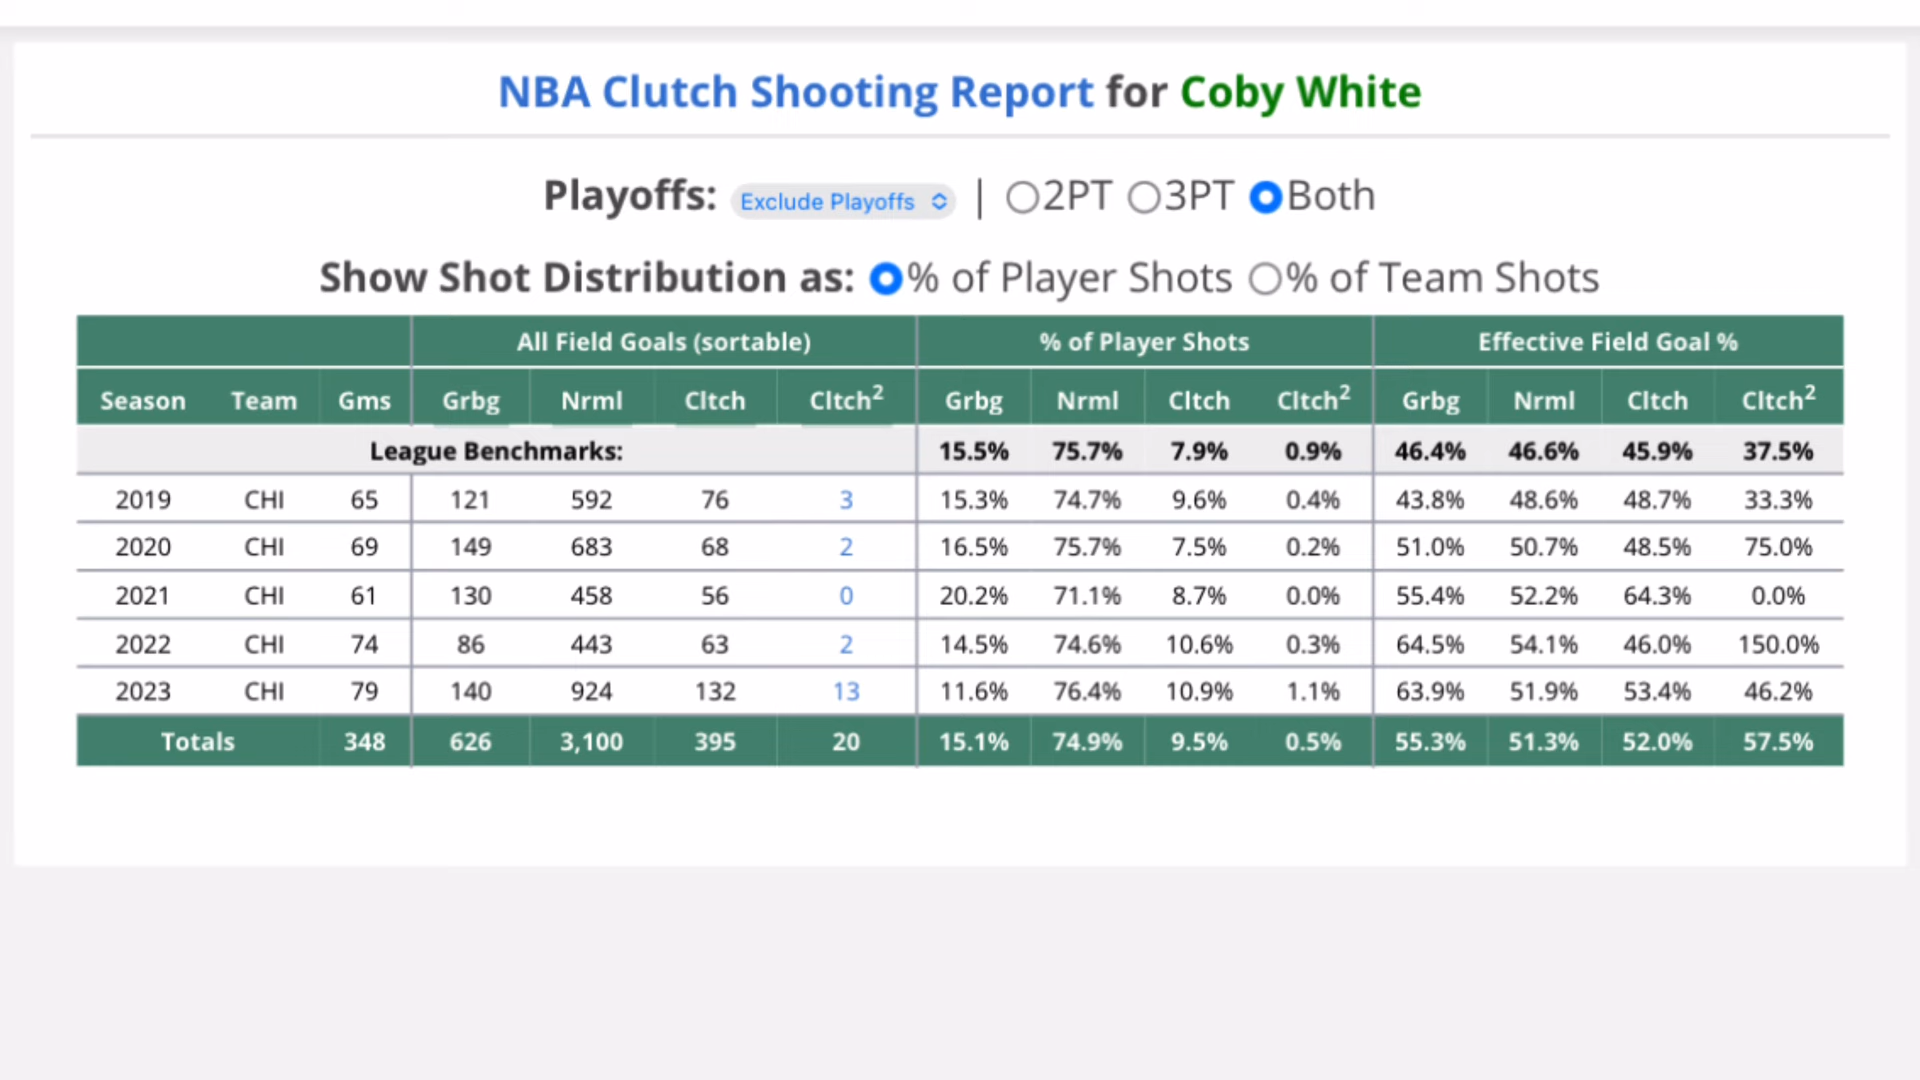 NBA Clutch Shooting Report for Coby White
Playoffs: Exclude Playoffs | 2PT 3PT Both
Show Shot Distribution as: % of Player Shots % of Team Shots
All Field Goals (sortable) % of Player Shots Effective Field Goal %
Season Team Gms Grbg Nrml Cltch Cltch² Grbg Nrml Cltch Cltch² Grbg Nrml Cltch Cltch²
League Benchmarks: 15.5% 75.7% 7.9% 0.9% 46.4% 46.6% 45.9% 37.5%
2019 CHI 65 121 592 76 3 15.3% 74.7% 9.6% 0.4% 43.8% 48.6% 48.7% 33.3%
2020 CHI 69 149 683 68 2 16.5% 75.7% 7.5% 0.2% 51.0% 50.7% 48.5% 75.0%
2021 CHI 61 130 458 56 0 20.2% 71.1% 8.7% 0.0% 55.4% 52.2% 64.3% 0.0%
2022 CHI 74 86 443 63 2 14.5% 74.6% 10.6% 0.3% 64.5% 54.1% 46.0% 150.0%
2023 CHI 79 140 924 132 13 11.6% 76.4% 10.9% 1.1% 63.9% 51.9% 53.4% 46.2%
Totals 348 626 3,100 395 20 15.1% 74.9% 9.5% 0.5% 55.3% 51.3% 52.0% 57.5%